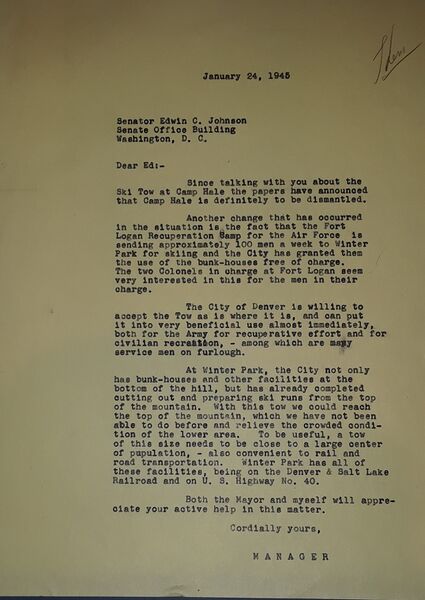 January 24, 1945
Senator Edwin C. Johnson
Senate Office Building
Washington, D. C.
Dear Ed:-
Since talking with you about the
Ski Tow at Camp Hale the papers have announced
that Camp Hale is definitely to be dismantled.
Another change that has occurred
in the situation is the fact that the Fort
Logan Recuperation Camp for the Air Force is
sending approximately 100 men a week to Winter
Park for skiing and the City has granted them
the use of the bunk-houses free of charge.
The two Colonels in charge at Fort Logan seem
very interested in this for the men in their
charge.
The City of Denver is willing to
accept the Tow as is where it is, and can put
it into very beneficial use almost immediately,
both for the Army for recuperative effort and for
civilian recreation, - among which are many
service men on furlough.
At Winter Park, the City not only
has bunk-houses and other facilities at the
bottom of the hill, but has already completed
cutting out and preparing ski runs from the top
of the mountain. With this tow we could reach
the top of the mountain, which we have not been
able to do before and relieve the crowded condi-
tion of the lower area. To be useful, a tow
of this size needs to be close to a large center
of pupulation, - also convenient to rail and
road transportation. Winter Park has all of
these facilities, being on the Denver & Salt Lake
Railroad and on U. S. Highway No. 40.
Both the Mayor and myself will appre-
ciate your active help in this matter.
Cordially yours,
M A N A G E R